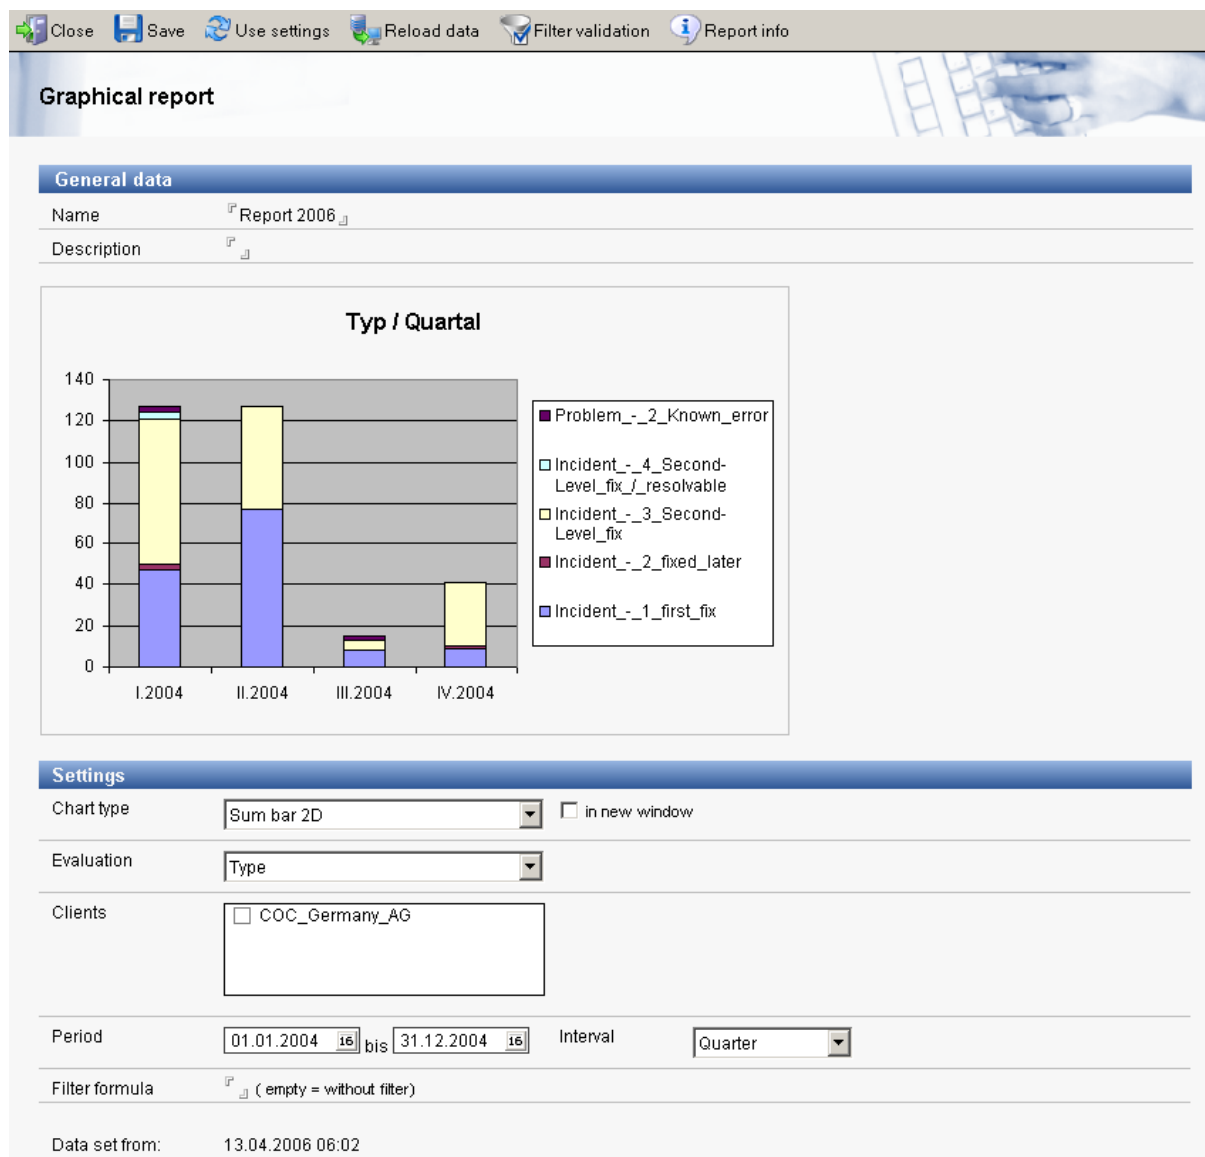 Close Save Use settings Reload data Filter validation Report info
Graphical report
General data
Name Report 2006
Description
Typ / Quartal
140
120
100
80
60
40
20
0
I.2004 II.2004 III.2004 IV.2004
Problem_-_2_Known_error
Incident_-_4_Second-
Level_fix_/_resolvable
Incident_-_3_Second-
Level_fix
Incident_-_2_fixed_later
Incident_-_1_first_fix
Settings
Chart type Sum bar 2D in new window
Evaluation Type
Clients COC_Germany_AG
Period 01.01.2004 16 bis 31.12.2004 16 Interval Quarter
Filter formula ( empty = without filter)
Data set from: 13.04.2006 06:02